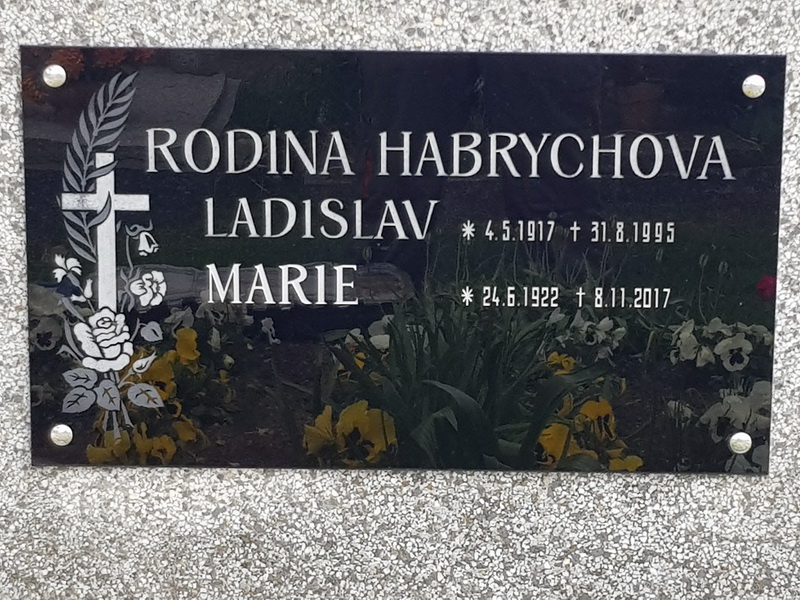 RODINA HABRYCHOVA
LADISLAV * 4.5.1917 † 31.8.1995
MARIE * 24.6.1922 † 8.11.2017